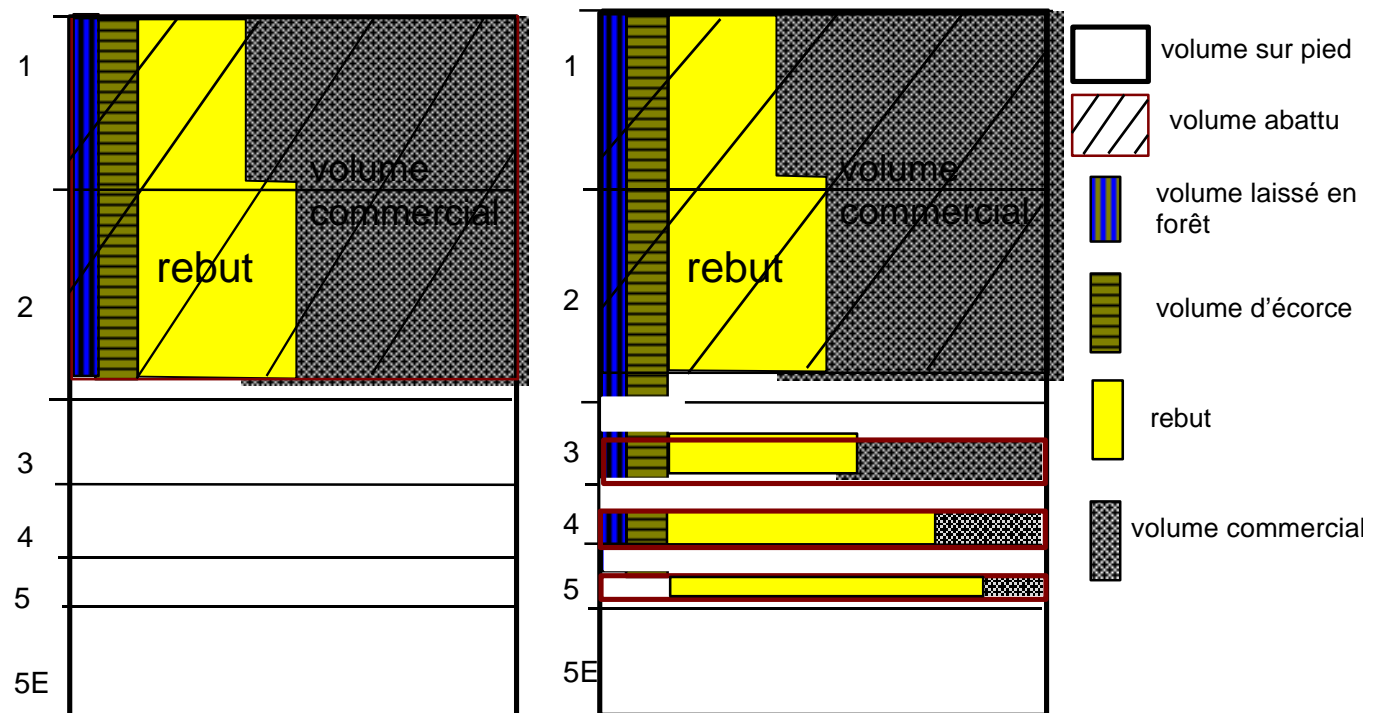 1
volume
commercial
rebut
2
3
4
5
5E
1
volume
commercial
rebut
2
3
4
5
5E
volume sur pied
volume abattu
volume laissé en
forêt
volume d'écorce
rebut
volume commercial